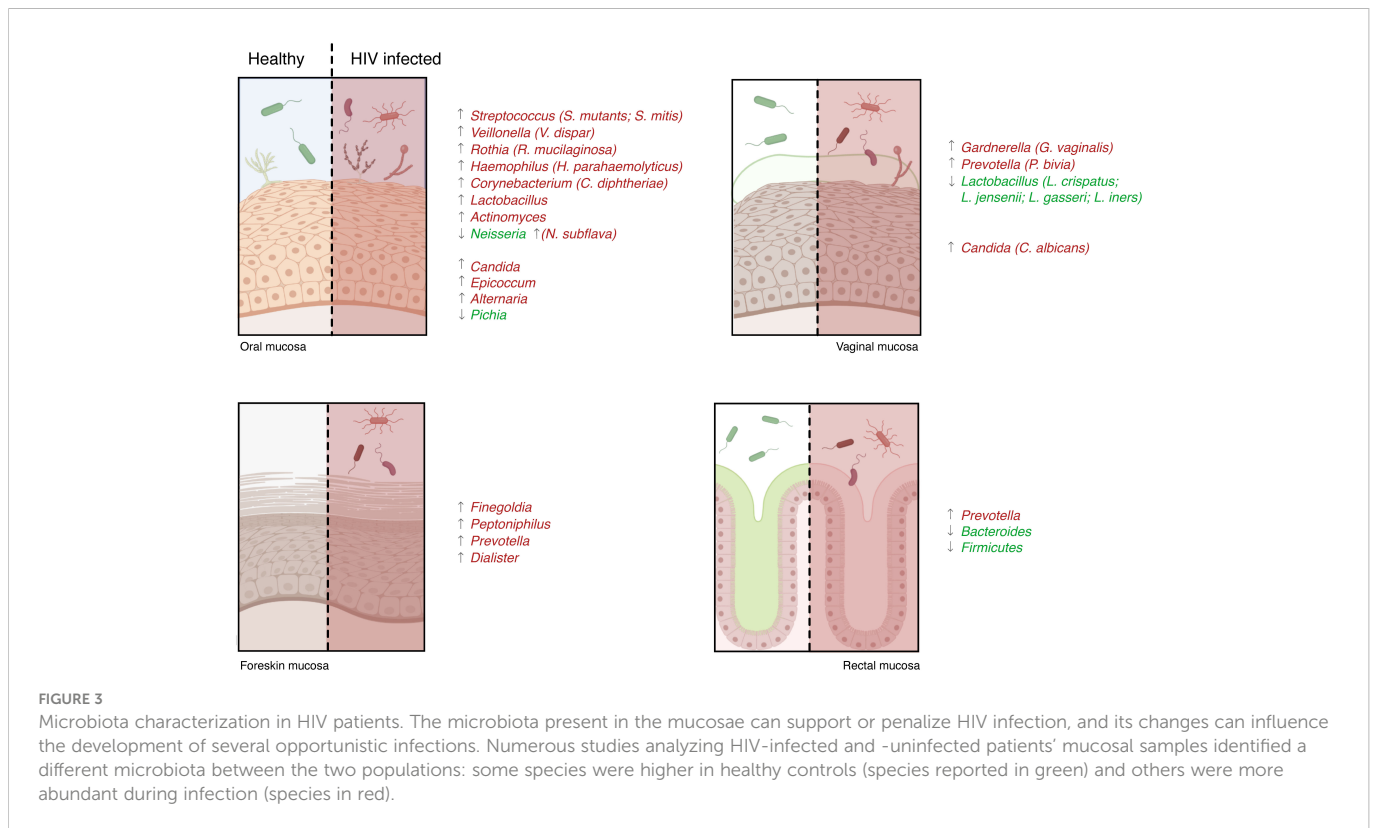 Healthy
HIV infected
↑ Streptococcus (S. mutants; S. mitis)
↑ Veillonella (V. dispar)
↑ Rothia (R. mucilaginosa)
↑ Haemophilus (H. parahaemolyticus)
↑ Corynebacterium (C. diphtheriae)
↑ Lactobacillus
↑ Actinomyces
↓ Neisseria ↑(N. subflava)
↑ Candida
↑ Epicoccum
↑ Alternaria
↓ Pichia
Oral mucosa
↑ Gardnerella (G. vaginalis)
↑ Prevotella (P. bivia)
↓ Lactobacillus (L. crispatus;
L. jensenii; L. gasseri; L. iners)
↑ Candida (C. albicans)
Vaginal mucosa
↑ Finegoldia
↑ Peptoniphilus
↑ Prevotella
↑ Dialister
Foreskin mucosa
↑ Prevotella
↓ Bacteroides
↓ Firmicutes
Rectal mucosa
FIGURE 3
Microbiota characterization in HIV patients. The microbiota present in the mucosae can support or penalize HIV infection, and its changes can influence
the development of several opportunistic infections. Numerous studies analyzing HIV-infected and -uninfected patients’ mucosal samples identified a
different microbiota between the two populations: some species were higher in healthy controls (species reported in green) and others were more
abundant during infection (species in red).